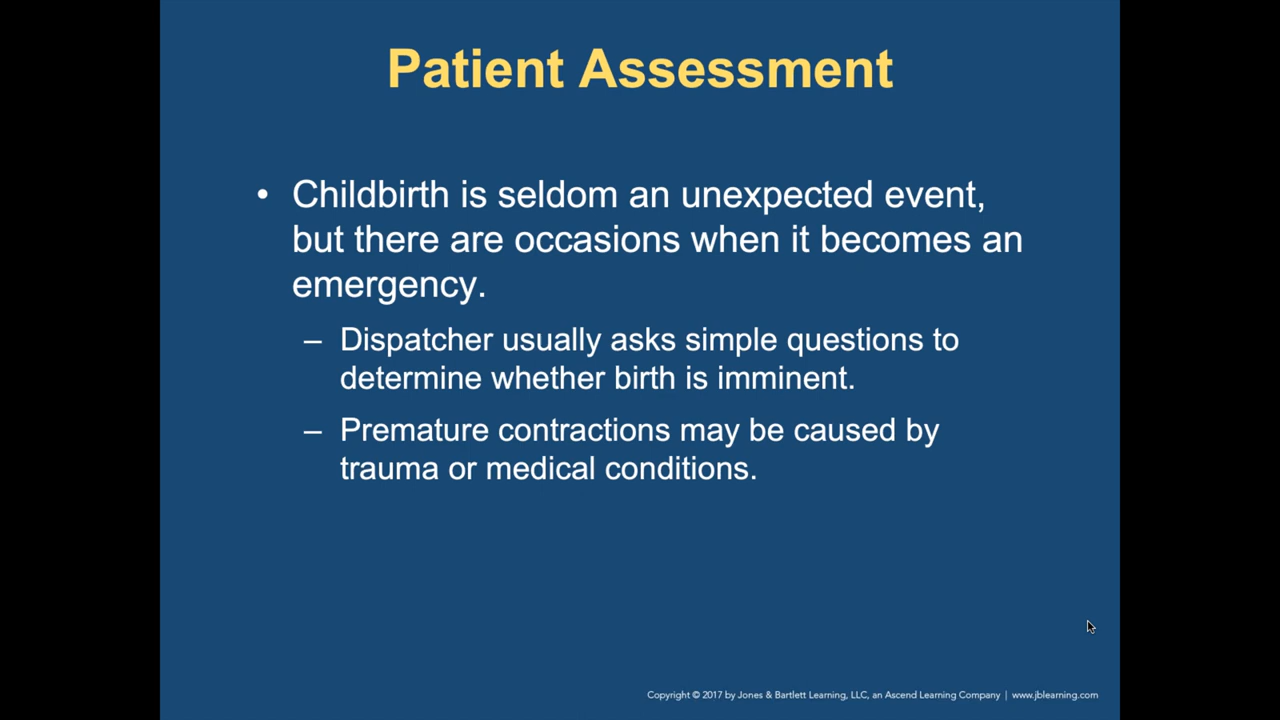 Patient Assessment
• Childbirth is seldom an unexpected event,
but there are occasions when it becomes an
emergency.
– Dispatcher usually asks simple questions to
determine whether birth is imminent.
– Premature contractions may be caused by
trauma or medical conditions.
Copyright © 2017 by Jones & Bartlett Learning, LLC, an Ascend Learning Company | www.jblearning.com